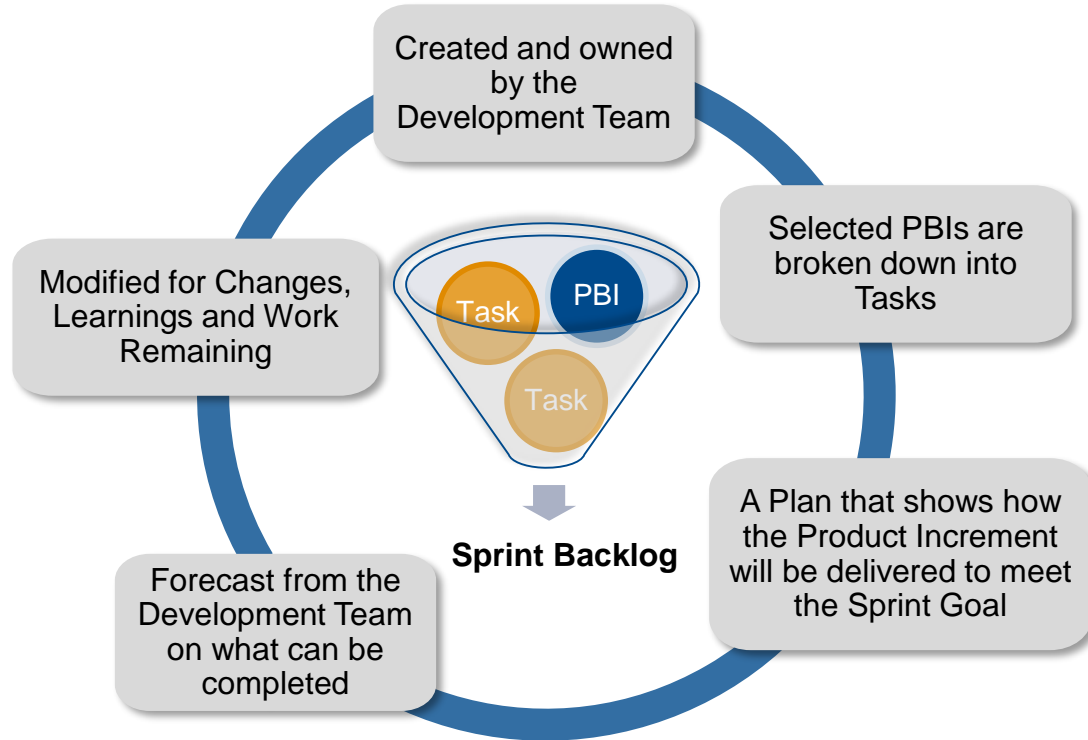 Created and owned
by the
Development Team
Selected PBIs are
broken down into
Tasks
A Plan that shows how
the Product Increment
will be delivered to meet
the Sprint Goal
Forecast from the
Development Team
on what can be
completed
Modified for Changes,
Learnings and Work
Remaining
Task
PBI
Task
Sprint Backlog